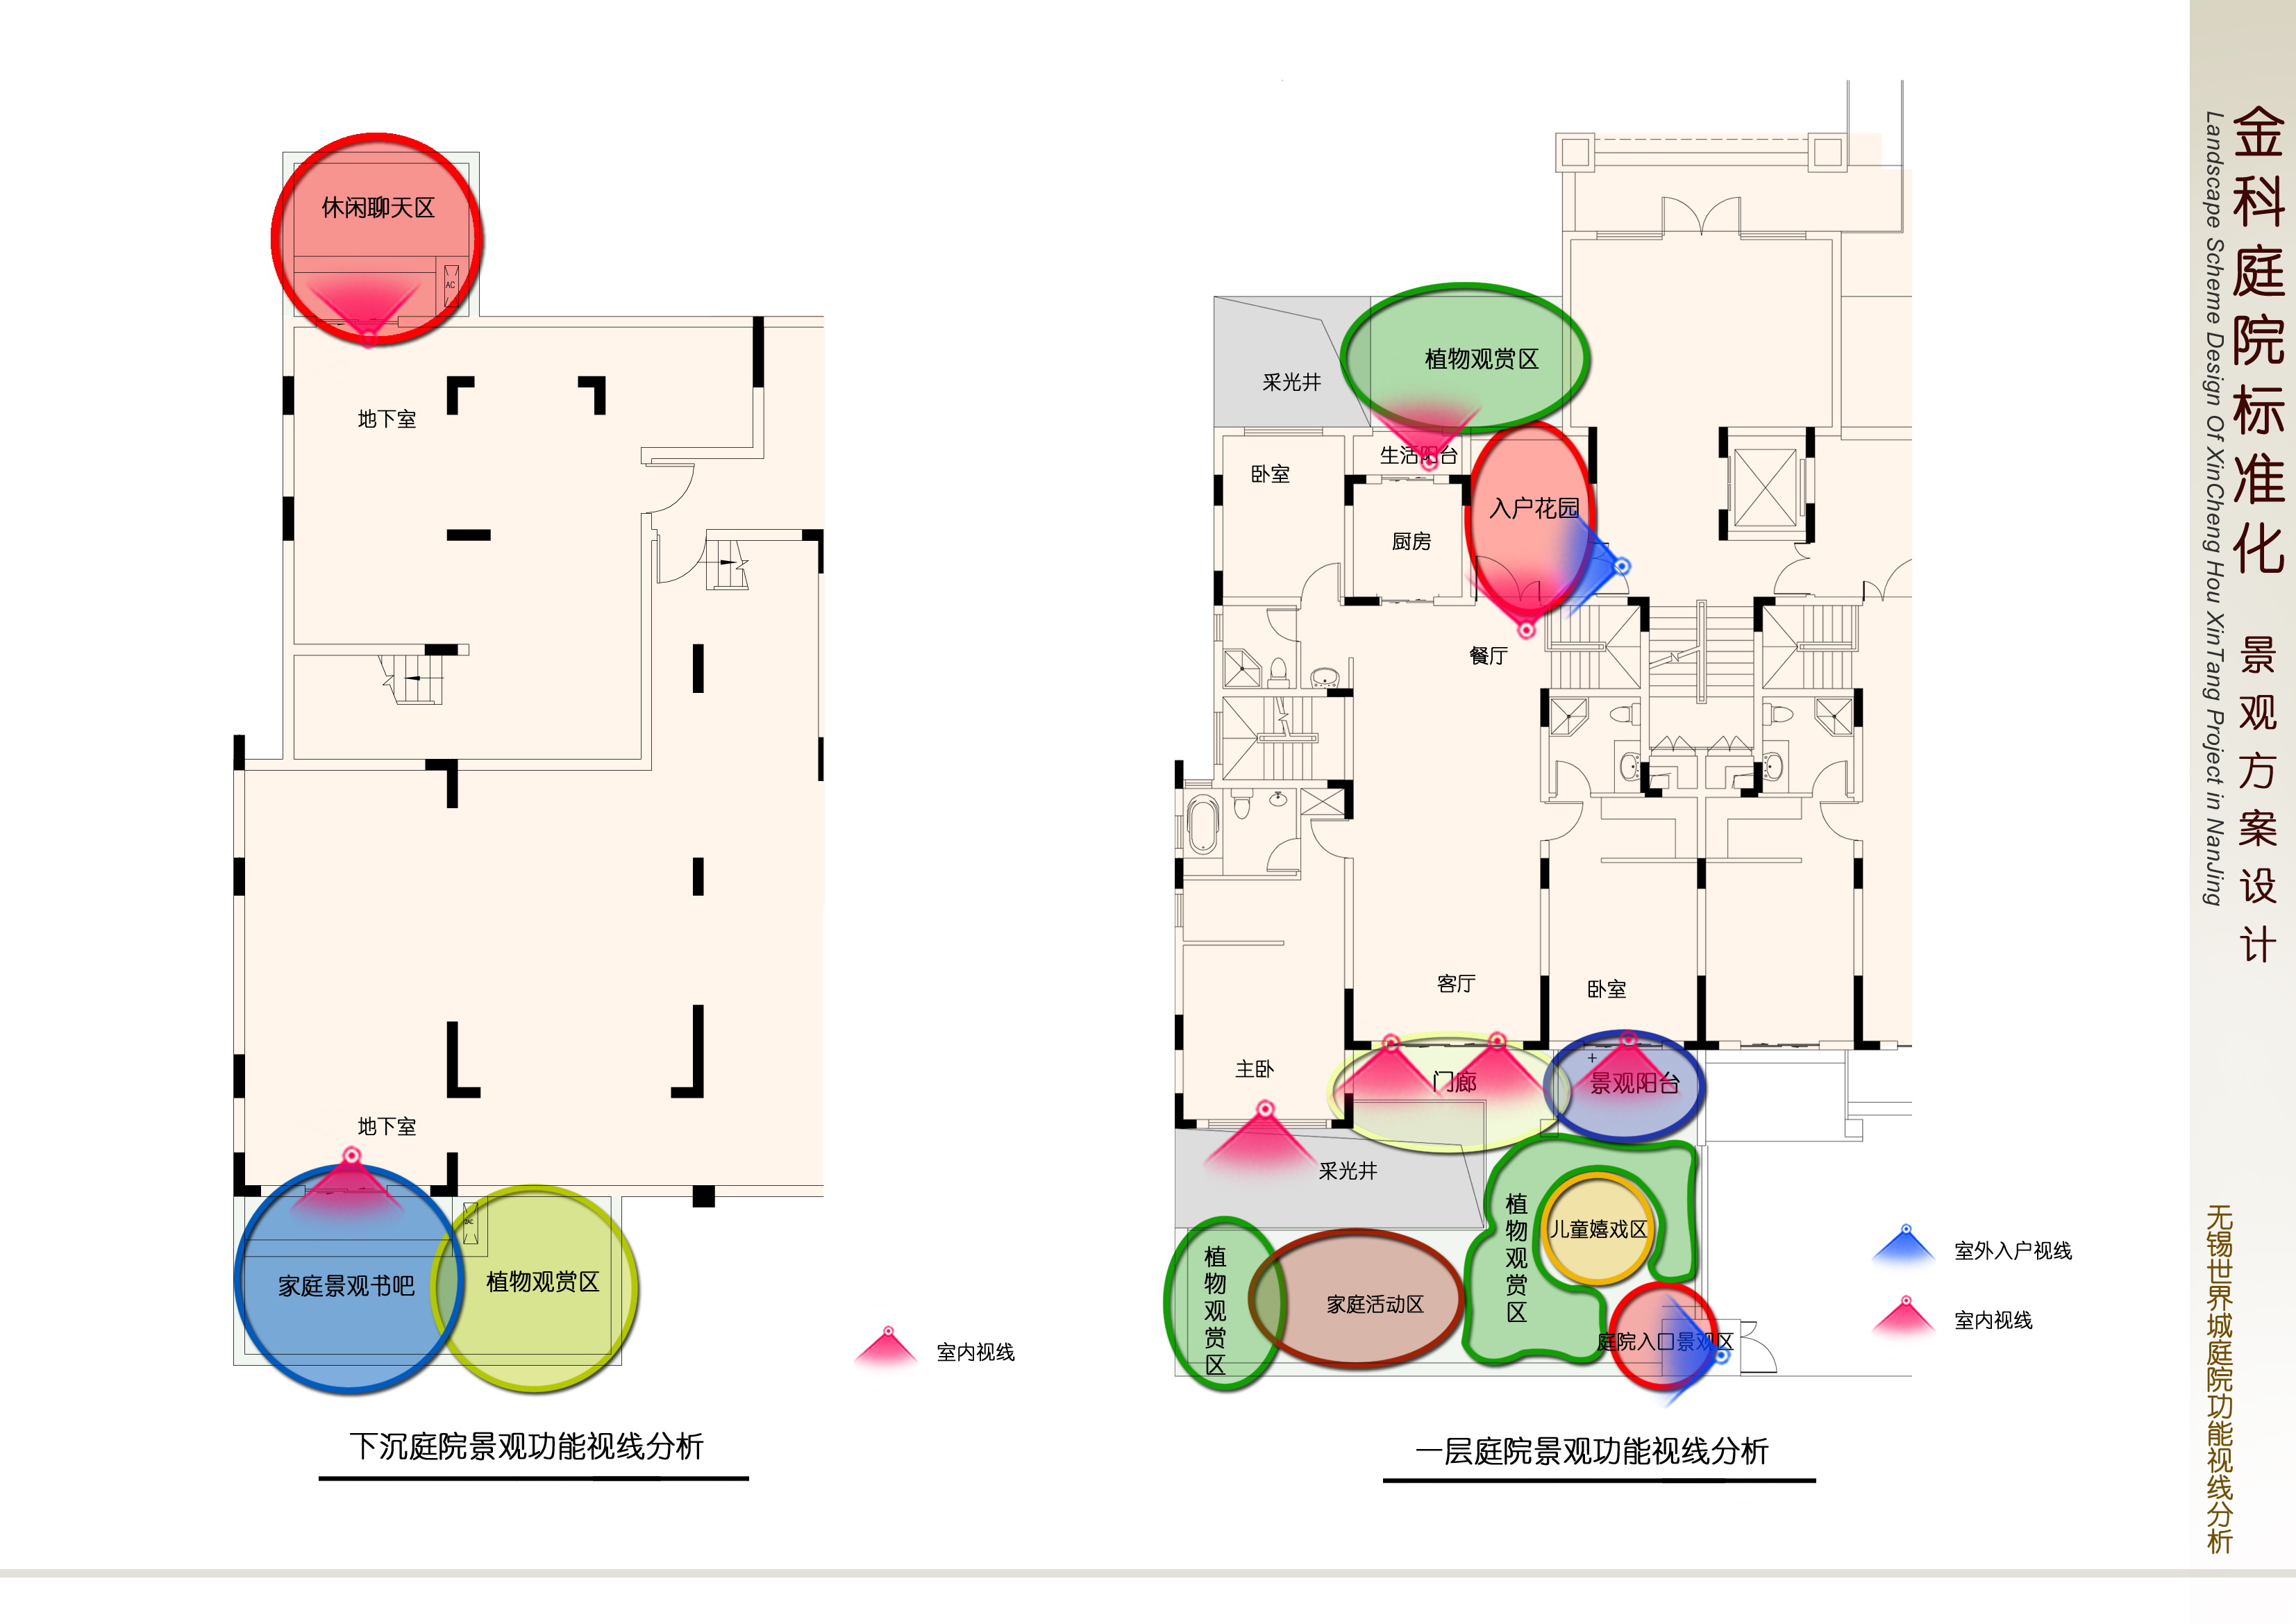 休闲聊天区
AC
地下室
地下室
家庭景观书吧
植物观赏区
室内视线
下沉庭院景观功能视线分析
植物观赏区
采光井
生活阳台
卧室
入户花园
厨房
餐厅
客厅
卧室
主卧
门廊
景观阳台
采光井
植物观赏区
儿童嬉戏区
植物观赏区
家庭活动区
庭院入口景观区
室外入户视线
室内视线
一层庭院景观功能视线分析
金科庭院标准化 景观方案设计
Landscape Scheme Design Of XinCheng Hou XinTang Project in NanJing
无锡世界城庭院功能视线分析